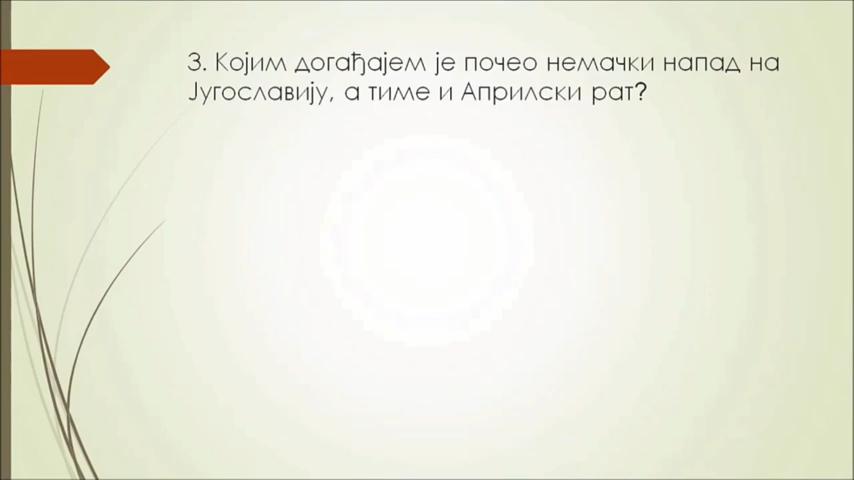 3. Којим догађајем је почео немачки напад на
Југославију, а тиме и Априлски рат?